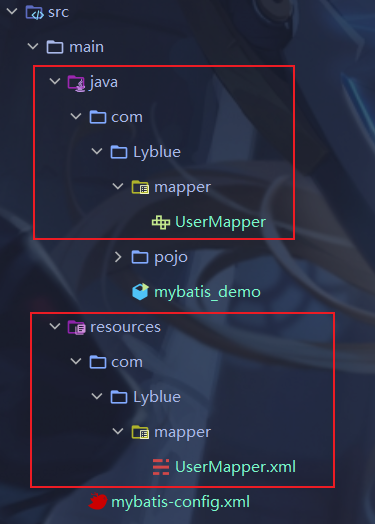 src
main
java
com
Lyblue
mapper
UserMapper
pojo
mybatis_demo
resources
com
Lyblue
mapper
UserMapper.xml
mybatis-config.xml